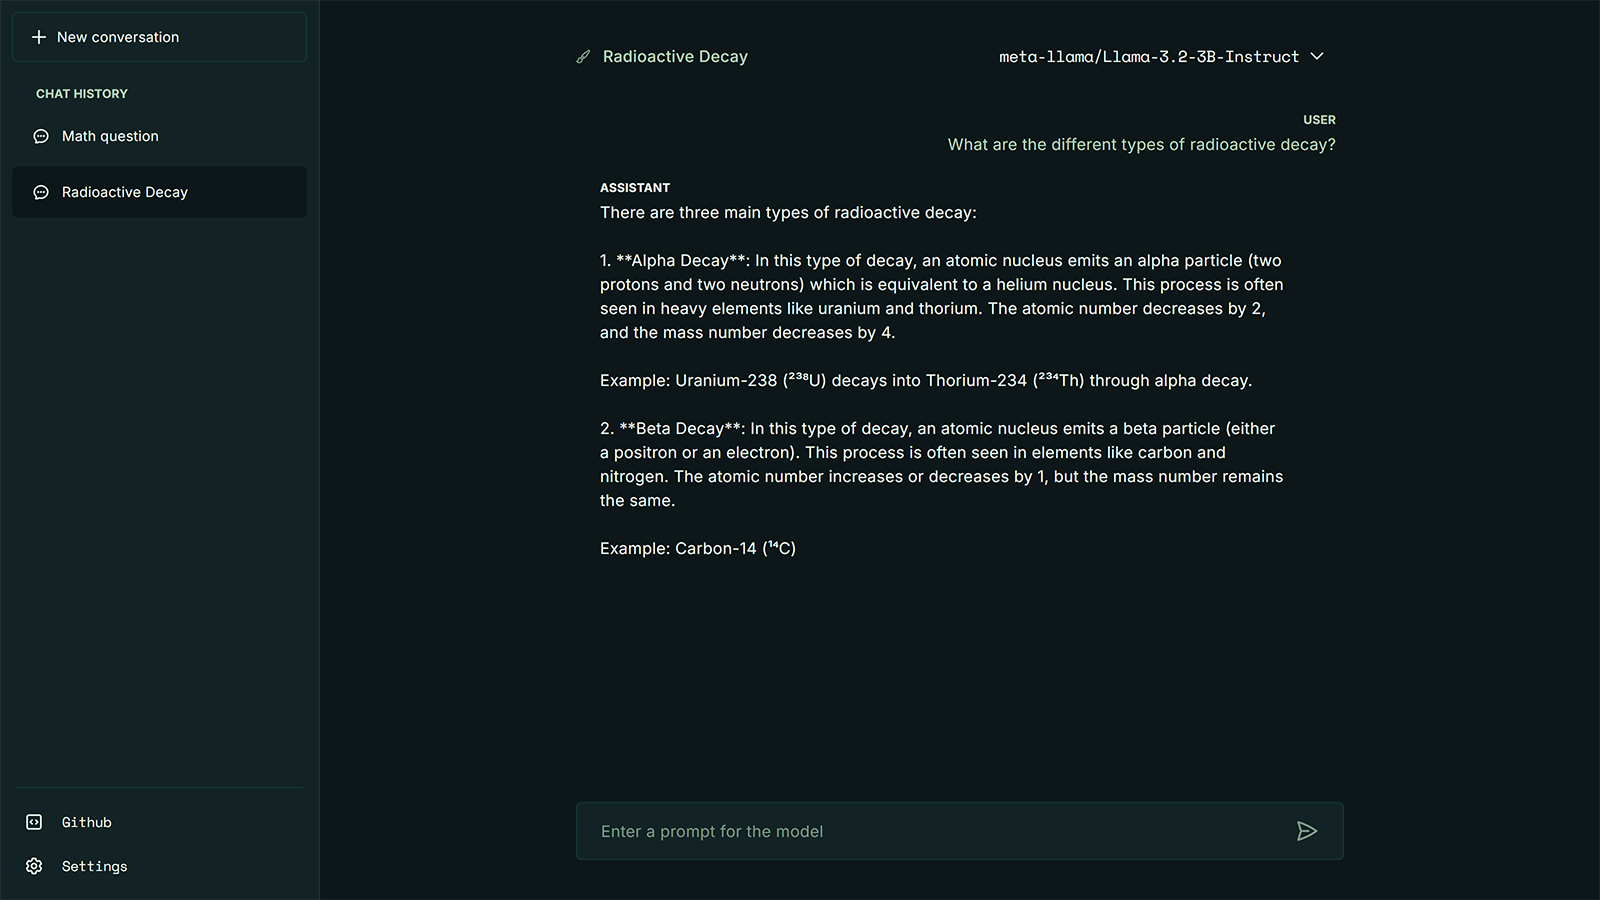 New conversation
CHAT HISTORY
Math question
Radioactive Decay
Github
Settings
Radioactive Decay
meta-llama/Llama-3.2-3B-Instruct
USER
What are the different types of radioactive decay?
ASSISTANT
There are three main types of radioactive decay:
1. **Alpha Decay**: In this type of decay, an atomic nucleus emits an alpha particle (two
protons and two neutrons) which is equivalent to a helium nucleus. This process is often
seen in heavy elements like uranium and thorium. The atomic number decreases by 2,
and the mass number decreases by 4.
Example: Uranium-238 (²³⁸U) decays into Thorium-234 (²³⁴Th) through alpha decay.
2. **Beta Decay**: In this type of decay, an atomic nucleus emits a beta particle (either
a positron or an electron). This process is often seen in elements like carbon and
nitrogen. The atomic number increases or decreases by 1, but the mass number remains
the same.
Example: Carbon-14 (¹⁴C)
Enter a prompt for the model